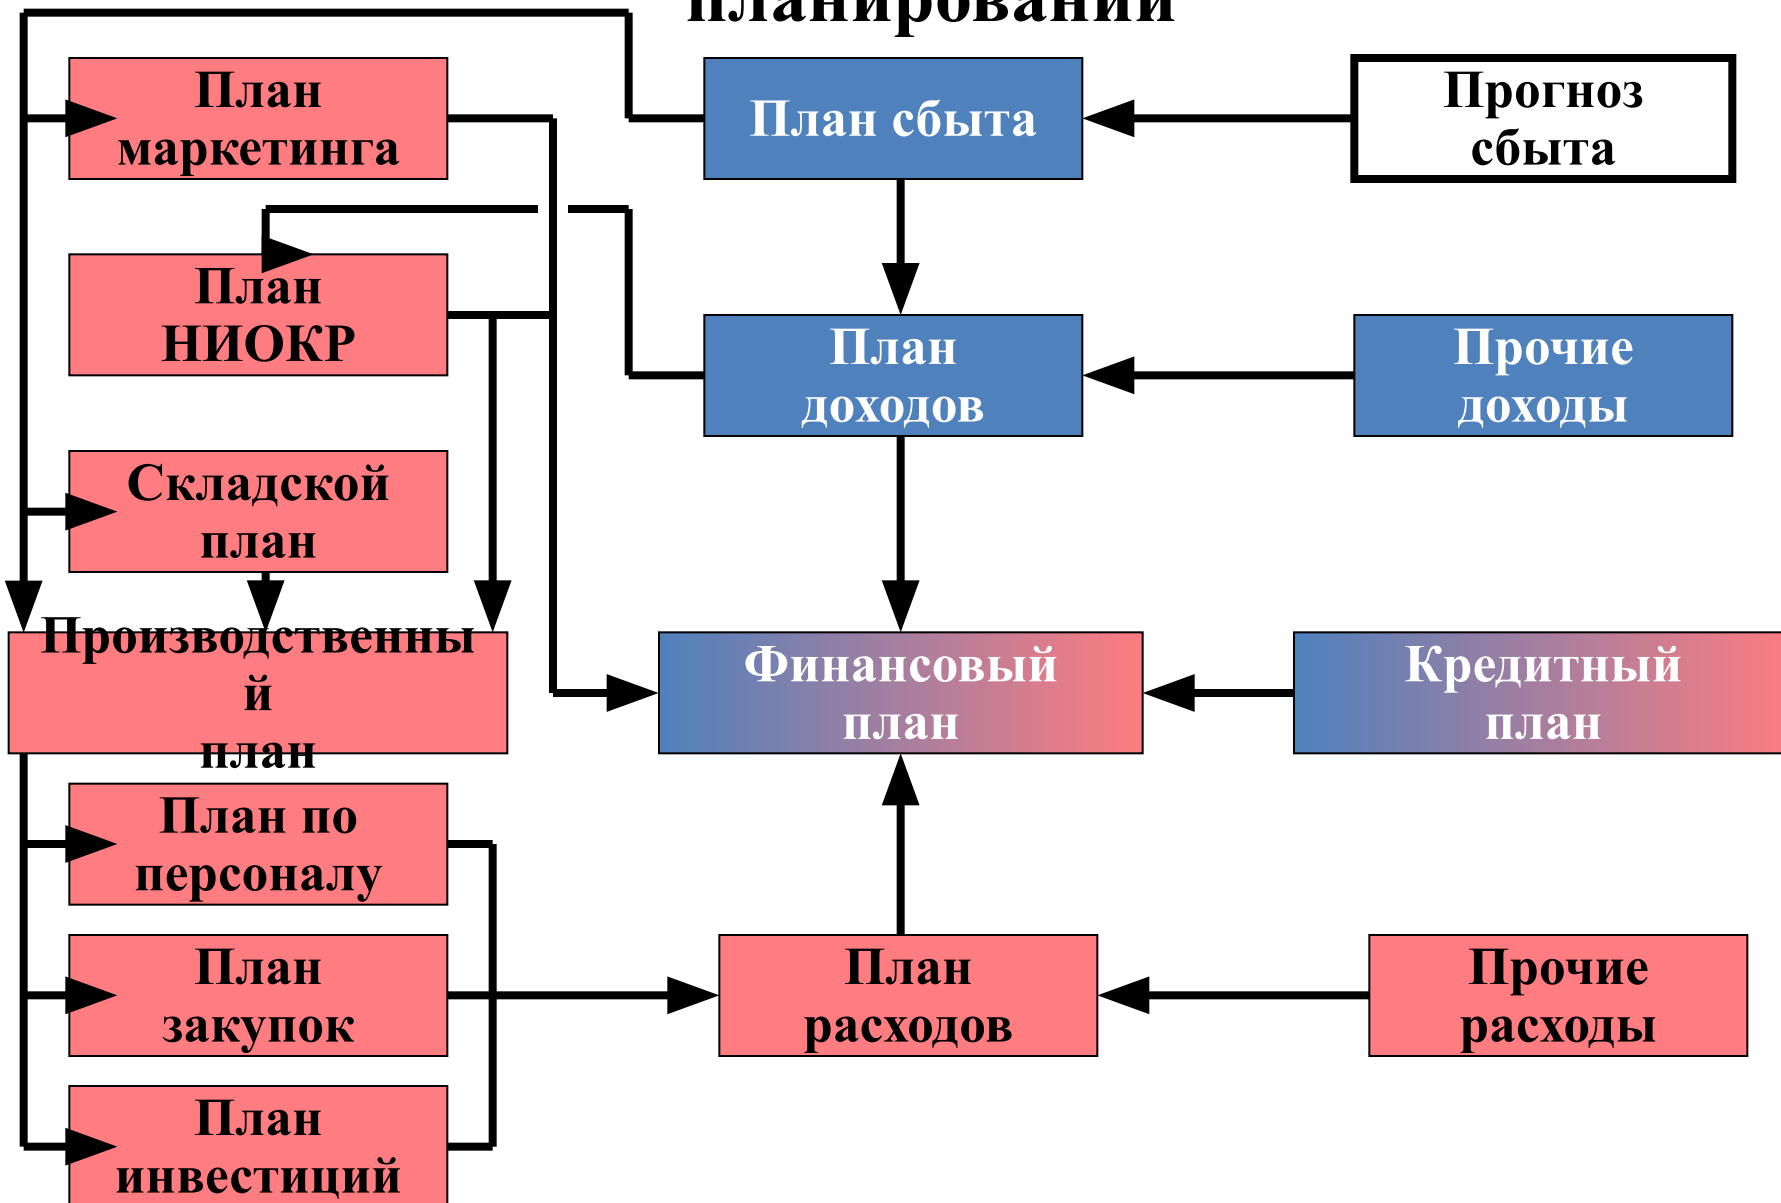 планировании
План
маркетинга
План сбыта
Прогноз
сбыта
План
НИОКР
План
доходов
Прочие
доходы
Складской
план
Производственны
й
план
Финансовый
план
Кредитный
план
План по
персоналу
План
закупок
План
расходов
Прочие
расходы
План
инвестиций